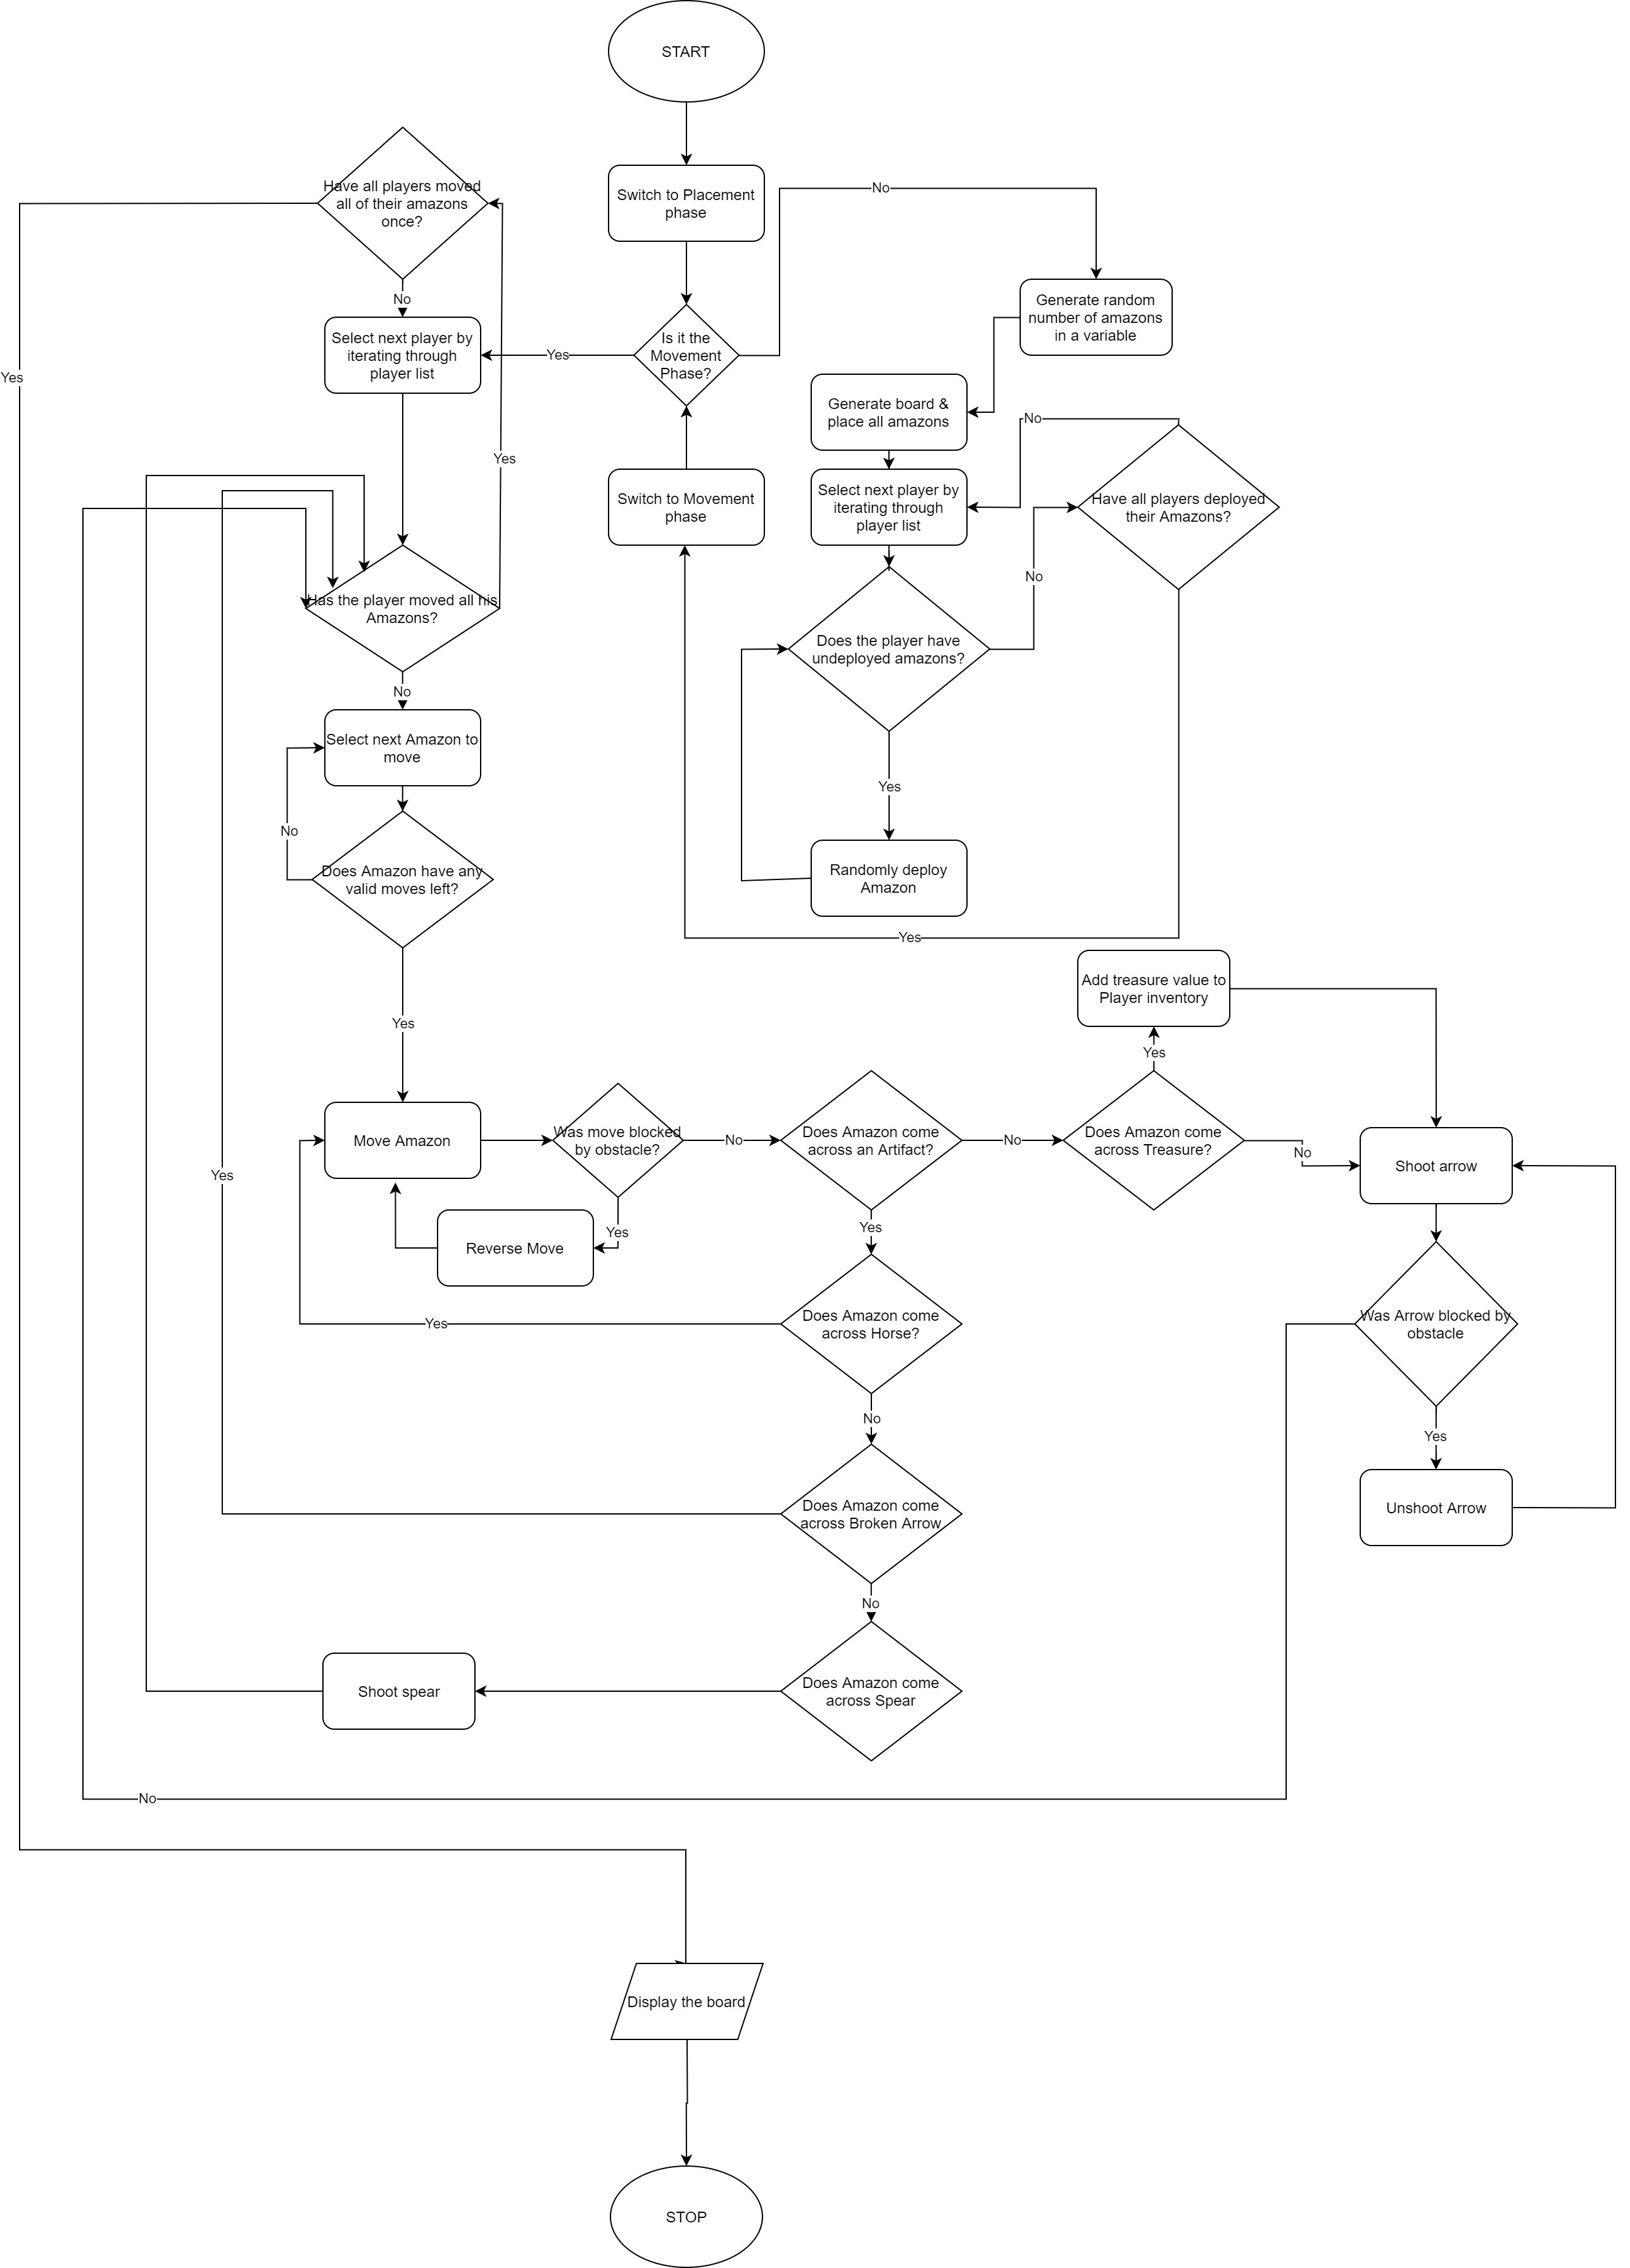 START
Have all players moved
all of their amazons
once?
Switch to Placement
phase
No
Generate random
number of amazons
in a variable
No
Select next player by
iterating through
player list
Yes
Is it the
Movement
Phase?
Yes
Generate board &
place all amazons
No
Yes
Switch to Movement
phase
Select next player by
iterating through
player list
Have all players deployed
their Amazons?
No
Has the player moved all his
Amazons?
Does the player have
undeployed amazons?
No
Select next Amazon to
move
Yes
No
Does Amazon have any
valid moves left?
Randomly deploy
Amazon
Yes
Add treasure value to
Player inventory
Yes
Yes
Move Amazon
Was move blocked
by obstacle?
No
Does Amazon come
across an Artifact?
No
Does Amazon come
across Treasure?
No
Shoot arrow
Yes
Yes
Yes
Reverse Move
Yes
Does Amazon come
across Horse?
Was Arrow blocked by
obstacle
No
Yes
Does Amazon come
across Broken Arrow
Unshoot Arrow
No
Shoot spear
Does Amazon come
across Spear
No
Display the board
STOP